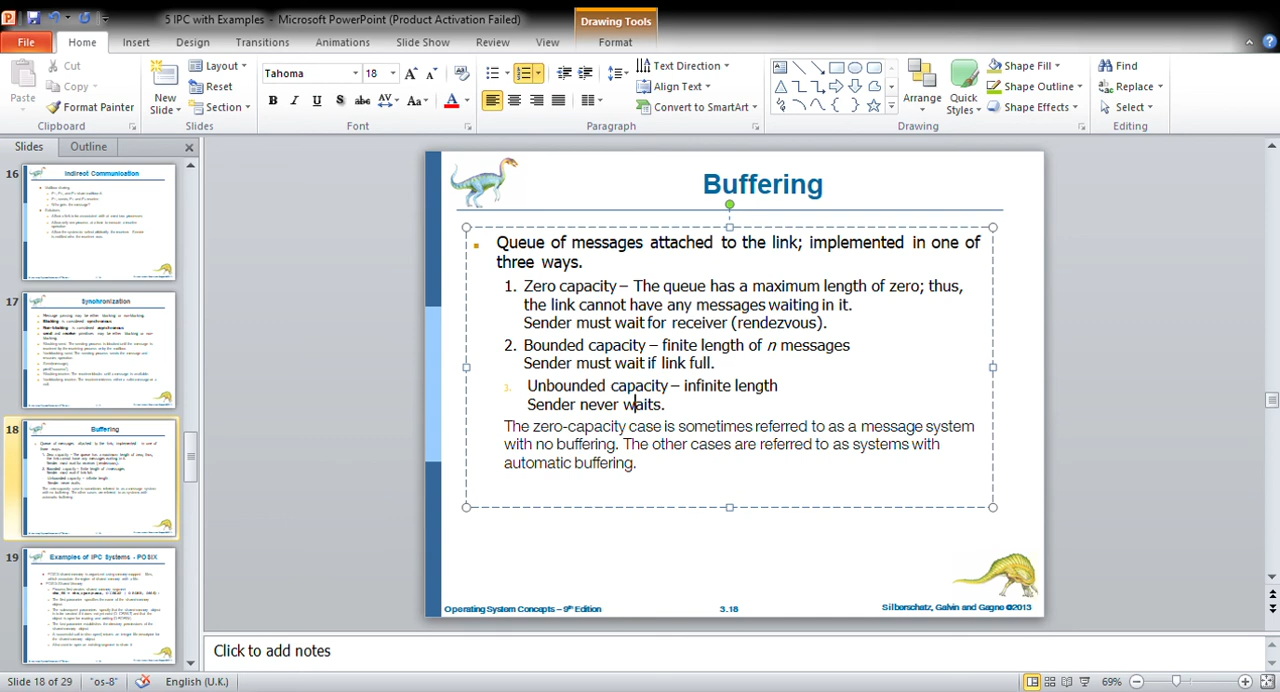 5 IPC with Examples - Microsoft PowerPoint (Product Activation Failed)
Drawing Tools
File Home Insert Design Transitions Animations Slide Show Review View Format
Cut
Copy
Format Painter
Paste
Clipboard
New Slide
Layout
Reset
Section
Slides
Tahoma 18
Font
Text Direction
Align Text
Convert to SmartArt
Paragraph
Arrange
Quick Styles
Shape Fill
Shape Outline
Shape Effects
Drawing
Find
Replace
Select
Editing
Slides Outline
16
Indirect Communication
17
Synchronization
18
Buffering
19
Examples of IPC Systems - POSIX
Buffering
Queue of messages attached to the link; implemented in one of
three ways.
1. Zero capacity – The queue has a maximum length of zero; thus,
the link cannot have any messages waiting in it.
Sender must wait for receiver (rendezvous).
2. Bounded capacity – finite length of n messages
Sender must wait if link full.
3. Unbounded capacity – infinite length
Sender never waits.
The zero-capacity case is sometimes referred to as a message system
with no buffering. The other cases are referred to as systems with
automatic buffering.
Operating System Concepts – 9th Edition 3.18 Silberschatz, Galvin and Gagne ©2013
Click to add notes
Slide 18 of 29 "os-8" English (U.K.) 69%